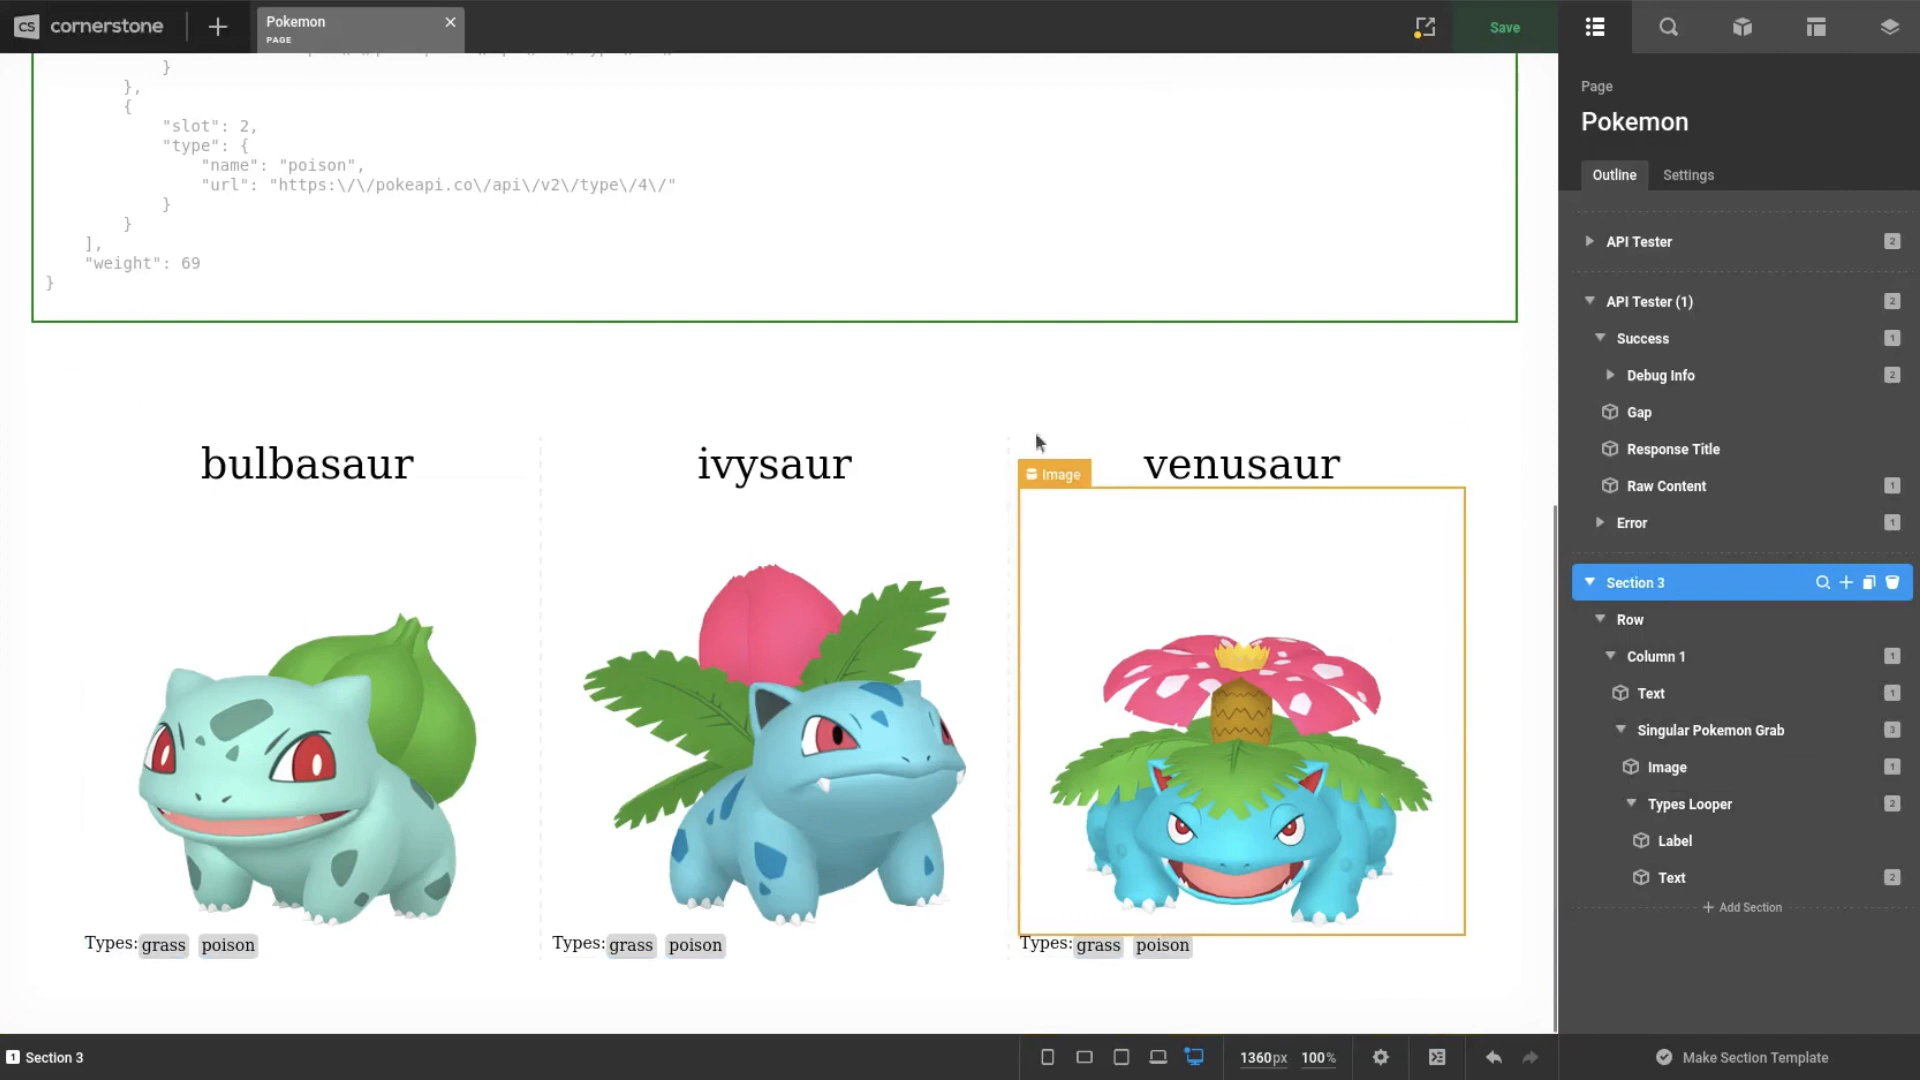 cs cornerstone
Pokemon
PAGE
Save
}
},
{
"slot": 2,
"type": {
"name": "poison",
"url": "https:\/\/pokeapi.co\/api\/v2\/type\/4\/"
}
}
],
"weight": 69
}
bulbasaur
ivysaur
venusaur
Image
Types: grass poison
Types: grass poison
Types: grass poison
Page
Pokemon
Outline Settings
API Tester 2
API Tester (1) 2
Success 1
Debug Info 2
Gap
Response Title
Raw Content 1
Error 1
Section 3
Row
Column 1 1
Text 1
Singular Pokemon Grab 3
Image 1
Types Looper 2
Label
Text 2
Add Section
1 Section 3
1360px 100%
Make Section Template